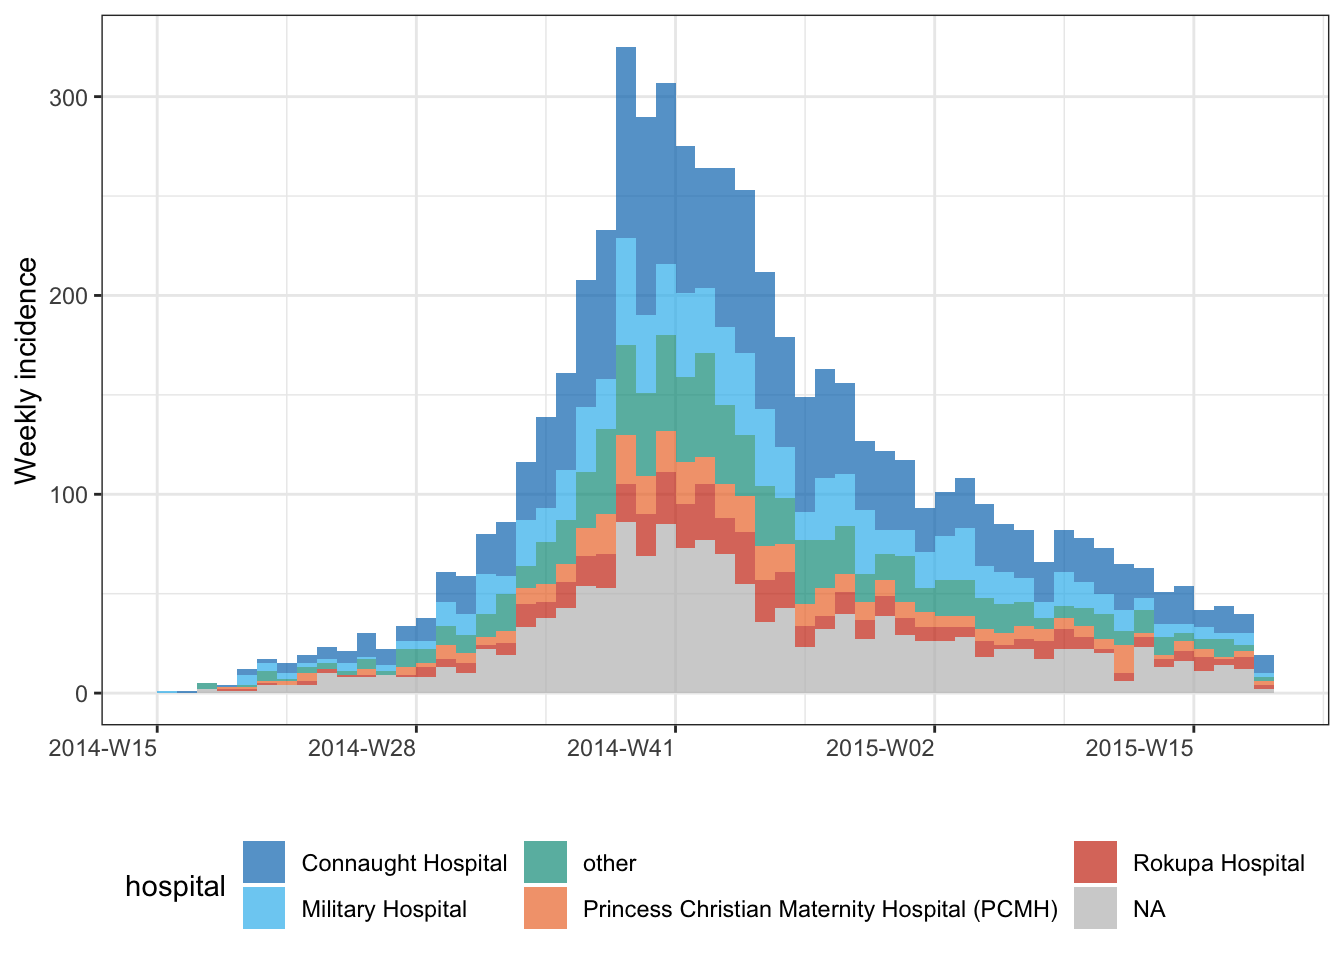 Weekly incidence
300
200
100
0
2014-W15 2014-W28 2014-W41 2015-W02 2015-W15
hospital
Connaught Hospital other Rokupa Hospital
Military Hospital Princess Christian Maternity Hospital (PCMH) NA